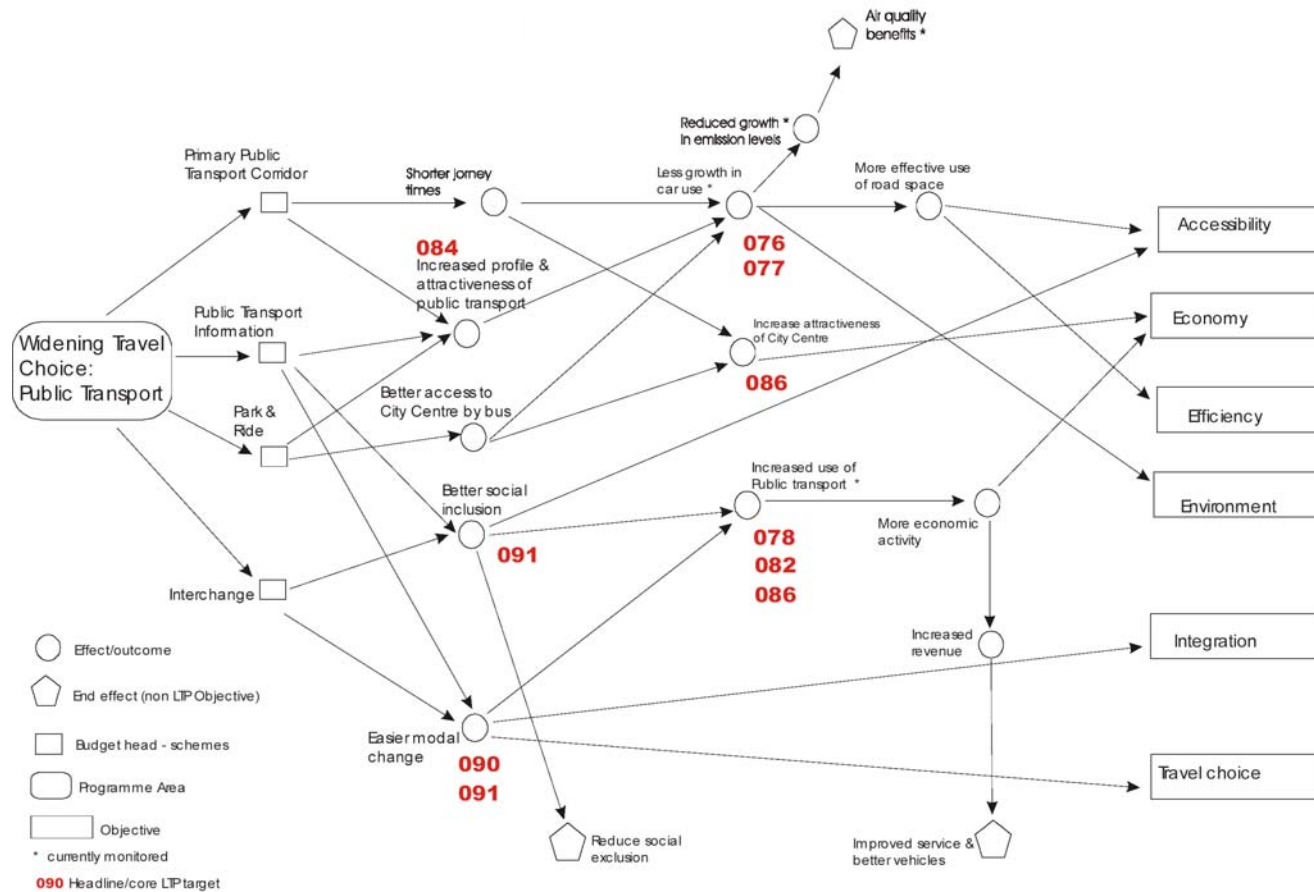 Air quality
benefits *
Reduced growth *
in emission levels
Primary Public
Transport Corridor
Shorter jorney
times
Less growth in
car use *
More effective use
of road space
Accessibility
084
076
077
Increased profile &
attractiveness of
public transport
Public Transport
Information
Increase attractiveness
of City Centre
Economy
Widening Travel
Choice:
Public Transport
086
Better access to
City Centre by bus
Park &
Ride
Efficiency
Increased use of
Public transport *
Better social
inclusion
Environment
More economic
activity
091
078
082
086
Interchange
Increased
revenue
Integration
Effect/outcome
End effect (non LTP Objective)
Easier modal
change
Budget head - schemes
090
091
Travel choice
Programme Area
Objective
Reduce social
exclusion
Improved service &
better vehicles
* currently monitored
090 Headline/core LTP target